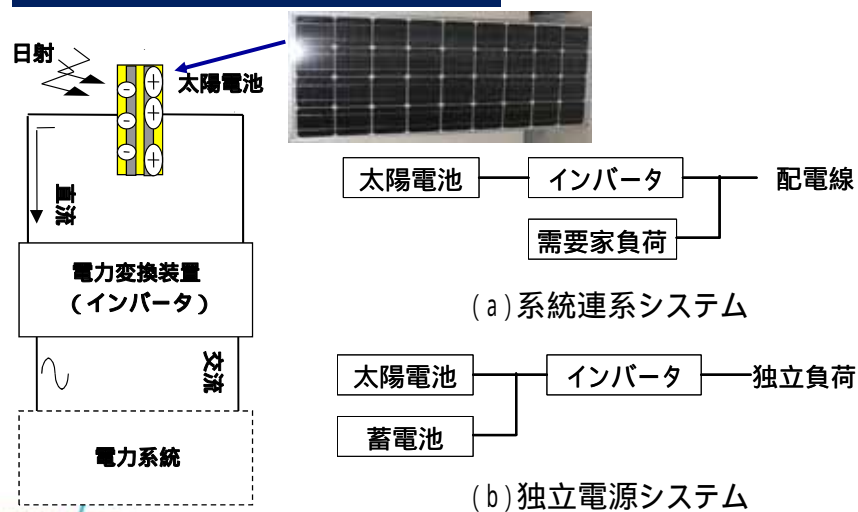 日射
太陽電池
直流
電力変換装置
(インバータ)
交流
電力系統
太陽電池
インバータ
配電線
需要家負荷
(a)系統連系システム
太陽電池
インバータ
独立負荷
蓄電池
(b)独立電源システム